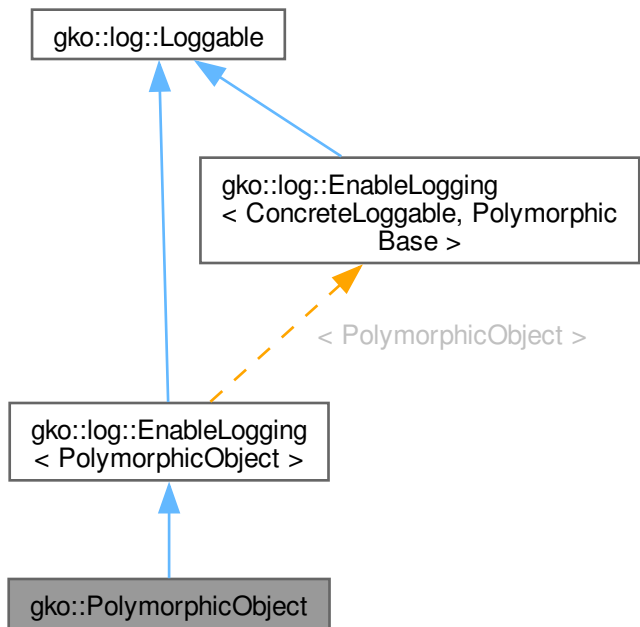 gko::log::Loggable
gko::log::EnableLogging
< ConcreteLoggable, Polymorphic
Base >
< PolymorphicObject >
gko::log::EnableLogging
< PolymorphicObject >
gko::PolymorphicObject